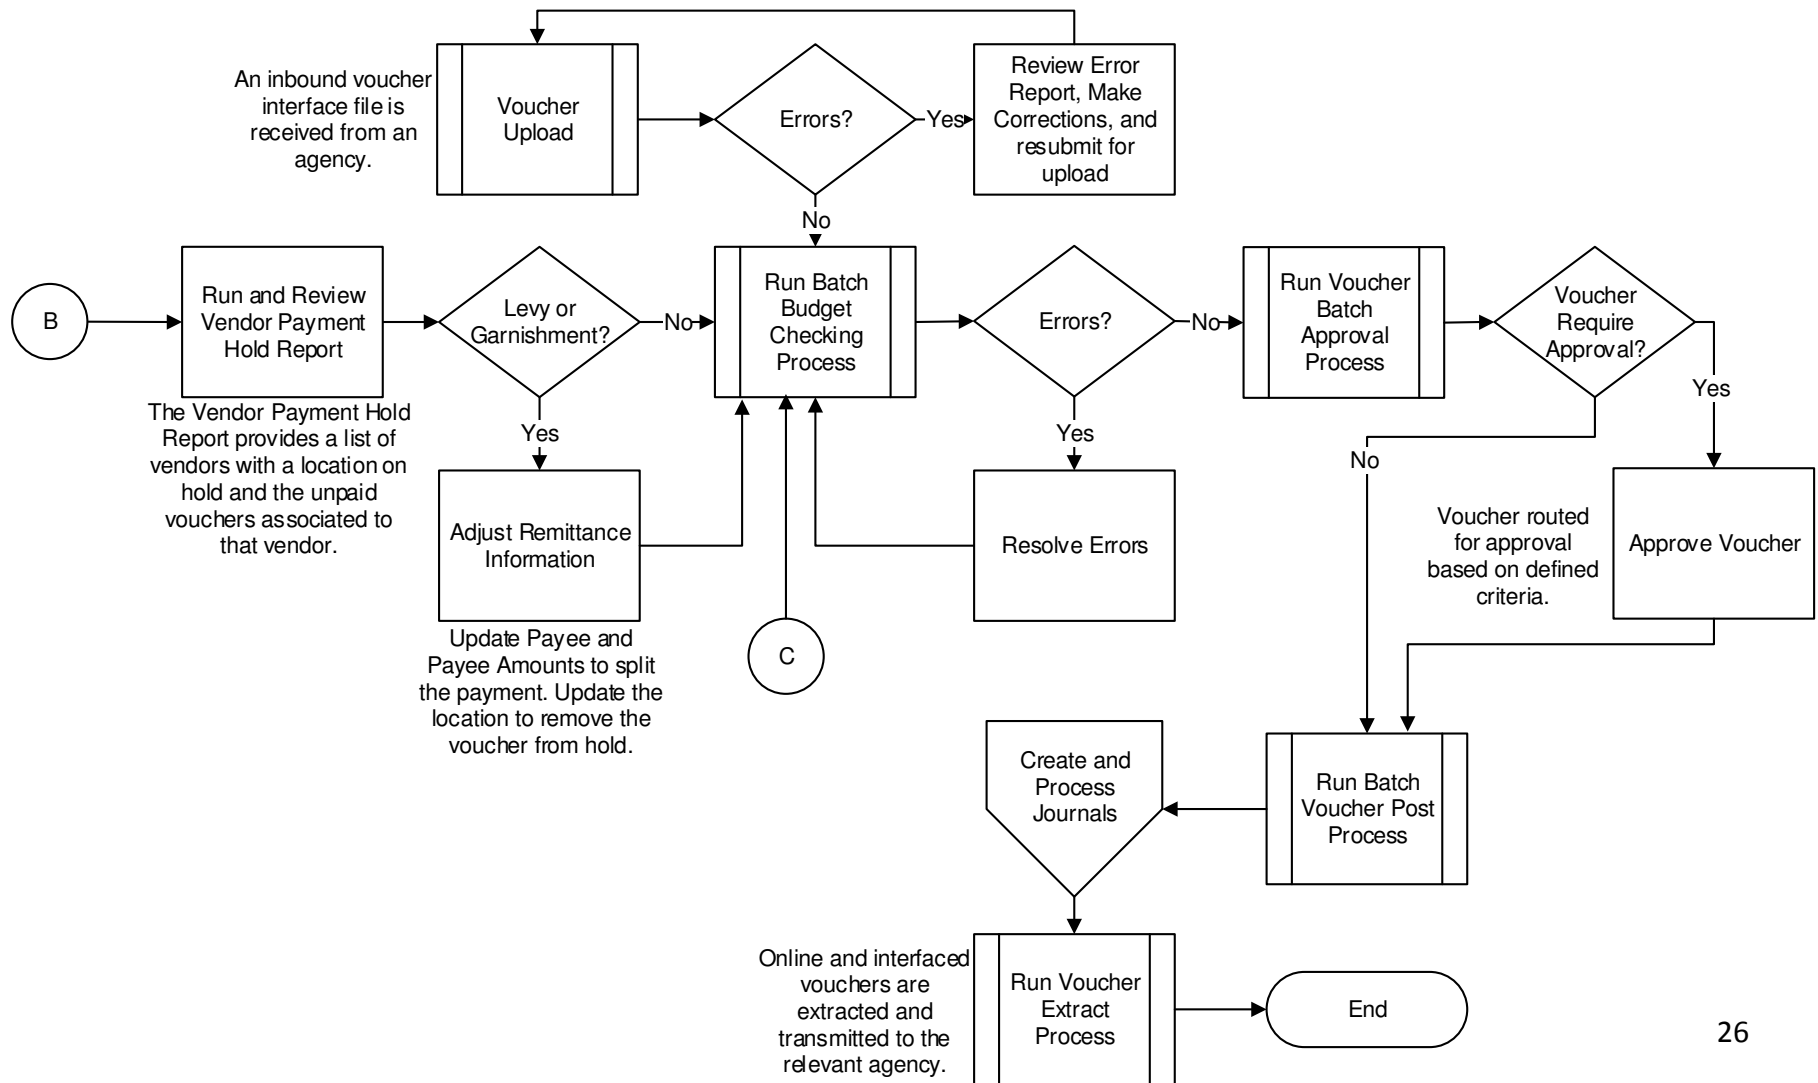 An inbound voucher
interface file is
received from an
agency.
Voucher
Upload
Errors?
Yes
Review Error
Report, Make
Corrections, and
resubmit for
upload
No
B
Run and Review
Vendor Payment
Hold Report
Levy or
Garnishment?
No
Run Batch
Budget
Checking
Process
Errors?
No
Run Voucher
Batch
Approval
Process
Voucher
Require
Approval?
Yes
The Vendor Payment Hold
Report provides a list of
vendors with a location on
hold and the unpaid
vouchers associated to
that vendor.
Yes
Adjust Remittance
Information
Update Payee and
Payee Amounts to split
the payment. Update the
location to remove the
voucher from hold.
C
Yes
Resolve Errors
No
Voucher routed
for approval
based on defined
criteria.
Approve Voucher
Create and
Process
Journals
Run Batch
Voucher Post
Process
Online and interfaced
vouchers are
extracted and
transmitted to the
relevant agency.
Run Voucher
Extract
Process
End
26